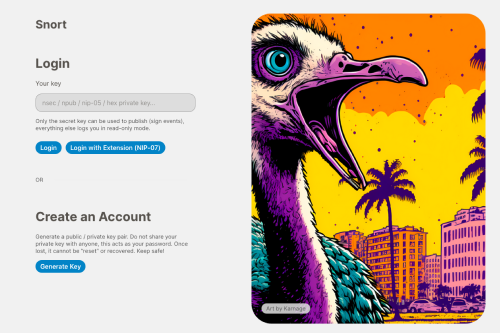 Snort
Login
Your key
nsec / npub / nip-05 / hex private key...
Only the secret key can be used to publish (sign events),
everything else logs you in read-only mode.
Login
Login with Extension (NIP-07)
OR
Create an Account
Generate a public / private key pair. Do not share your
private key with anyone, this acts as your password. Once
lost, it cannot be "reset" or recovered. Keep safe!
Generate Key
Art by Karnage